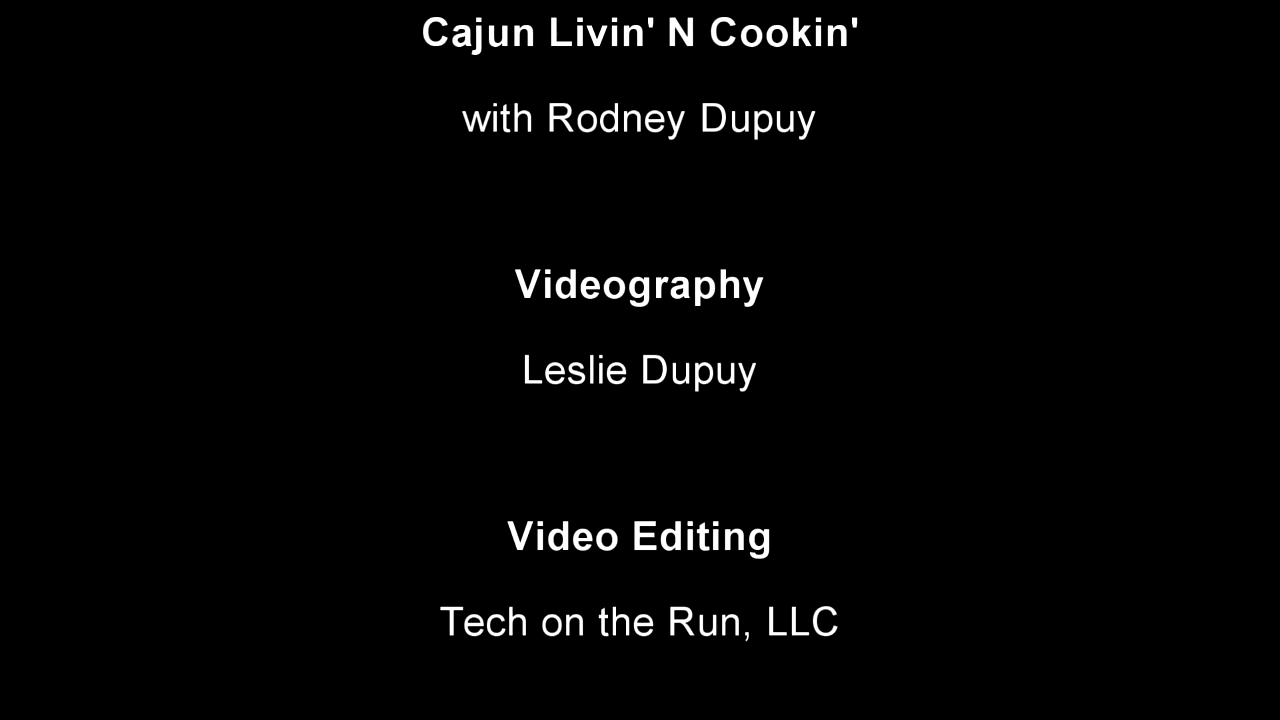 Cajun Livin' N Cookin'
with Rodney Dupuy
Videography
Leslie Dupuy
Video Editing
Tech on the Run, LLC